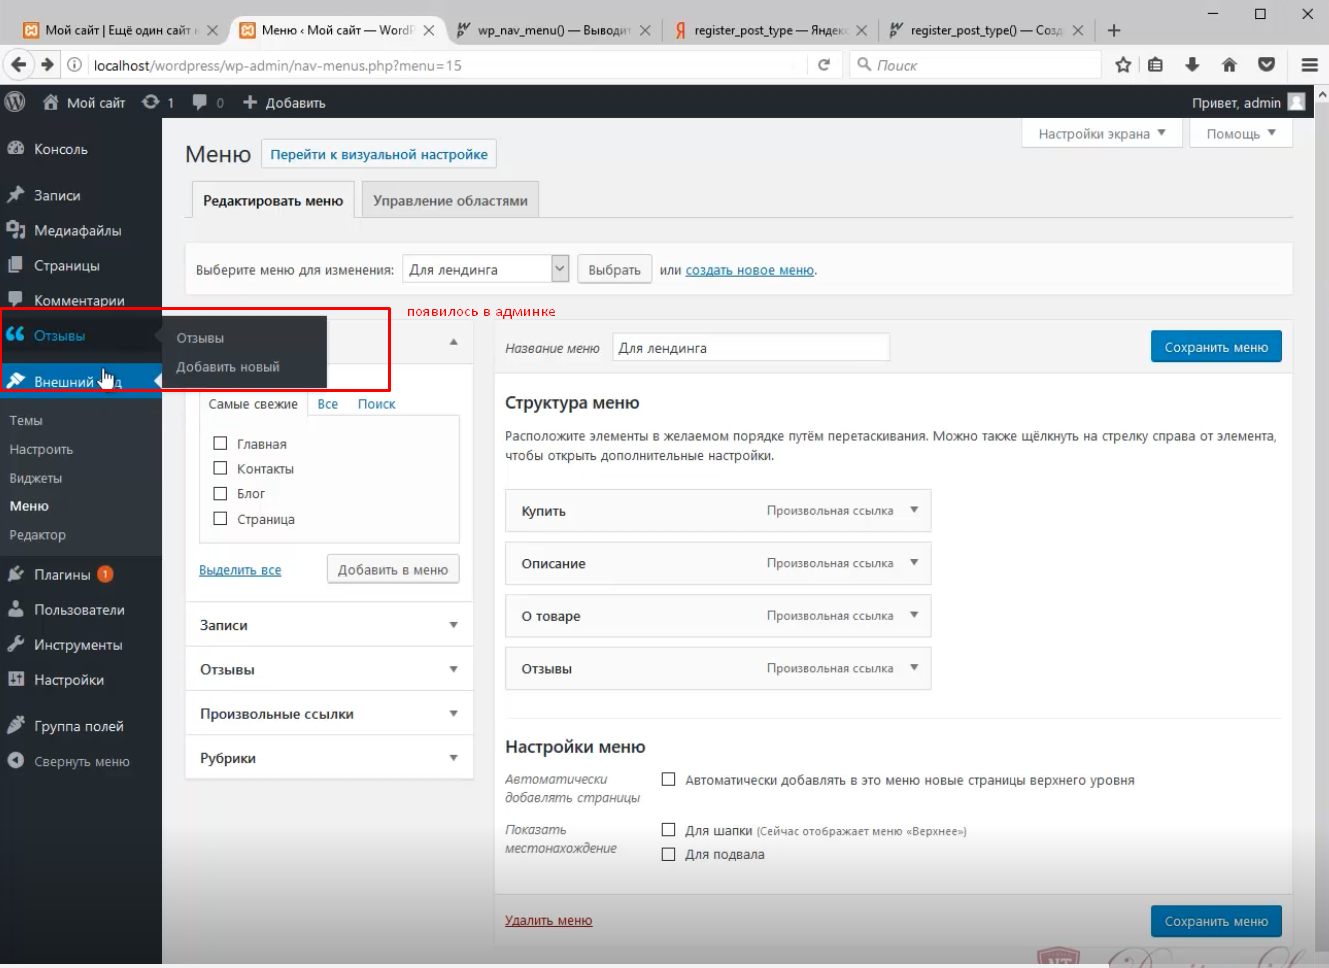 Мой сайт | Ещё один сайт н
Меню ‹ Мой сайт — WordP
wp_nav_menu() — Выводит
register_post_type — Яндекс
register_post_type() — Созд
localhost/wordpress/wp-admin/nav-menus.php?menu=15
Поиск
Мой сайт
1
0
Добавить
Привет, admin
Консоль
Записи
Медиафайлы
Страницы
Комментарии
Отзывы
Внешний
Отзывы
Добавить новый
появилось в админке
Темы
Настроить
Виджеты
Меню
Редактор
Плагины 1
Пользователи
Инструменты
Настройки
Группа полей
Свернуть меню
Настройки экрана
Помощь
Меню
Перейти к визуальной настройке
Редактировать меню
Управление областями
Выберите меню для изменения:
Для лендинга
Выбрать
или создать новое меню.
Самые свежие
Все
Поиск
Главная
Контакты
Блог
Страница
Выделить все
Добавить в меню
Записи
Отзывы
Произвольные ссылки
Рубрики
Название меню
Для лендинга
Сохранить меню
Структура меню
Расположите элементы в желаемом порядке путём перетаскивания. Можно также щёлкнуть на стрелку справа от элемента,
чтобы открыть дополнительные настройки.
Купить
Произвольная ссылка
Описание
Произвольная ссылка
О товаре
Произвольная ссылка
Отзывы
Произвольная ссылка
Настройки меню
Автоматически
добавлять страницы
Автоматически добавлять в это меню новые страницы верхнего уровня
Показать
местонахождение
Для шапки (Сейчас отображает меню «Верхнее»)
Для подвала
Удалить меню
Сохранить меню